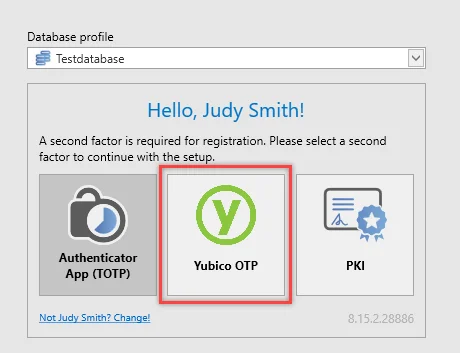 Database profile
Testdatabase
Hello, Judy Smith!
A second factor is required for registration. Please select a second
factor to continue with the setup.
Authenticator
App (TOTP)
y
Yubico OTP
PKI
Not Judy Smith? Change!
8.15.2.28886